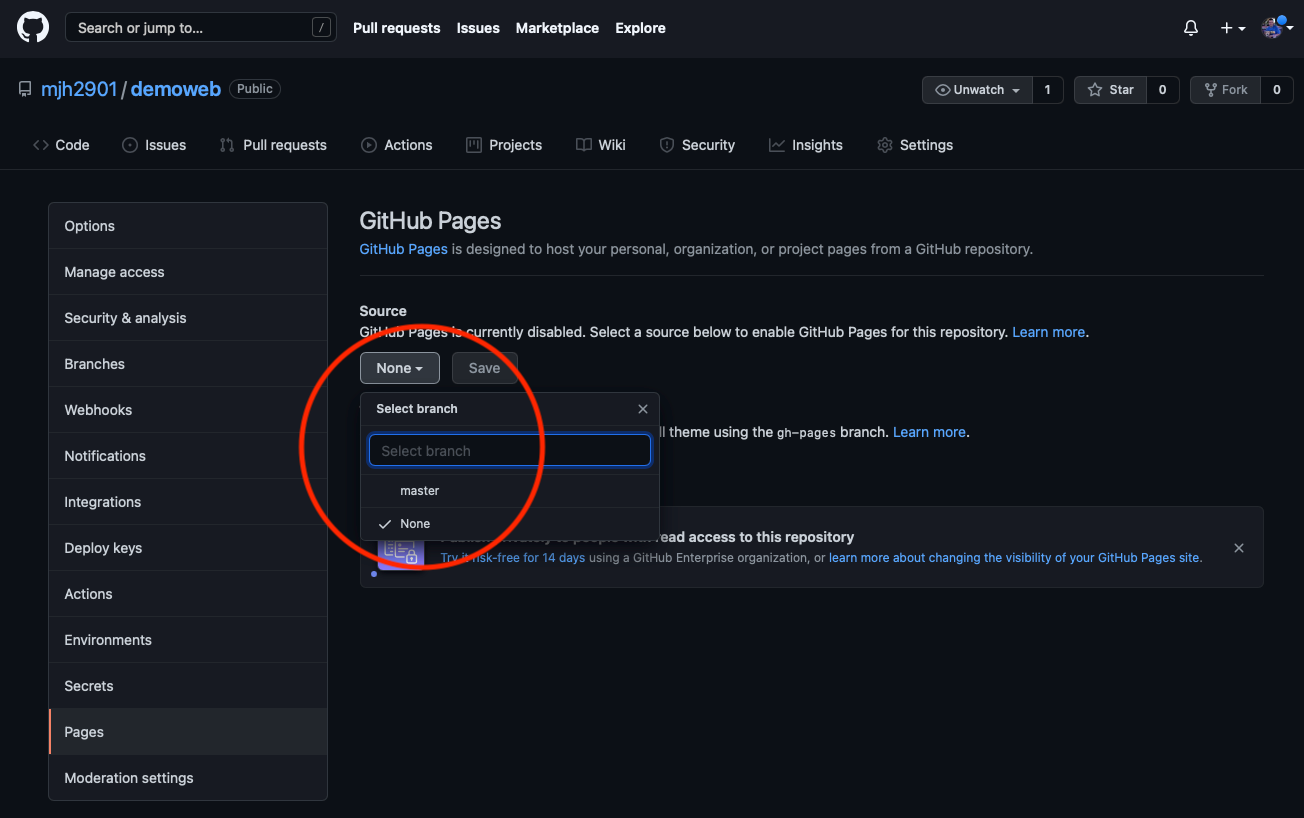 Search or jump to... /
Pull requests Issues Marketplace Explore
mjh2901 / demoweb Public
Unwatch 1 Star 0 Fork 0
Code Issues Pull requests Actions Projects Wiki Security Insights Settings
Options
Manage access
Security & analysis
Branches
Webhooks
Notifications
Integrations
Deploy keys
Actions
Environments
Secrets
Pages
Moderation settings
GitHub Pages
GitHub Pages is designed to host your personal, organization, or project pages from a GitHub repository.
Source
GitHub Pages is currently disabled. Select a source below to enable GitHub Pages for this repository. Learn more.
None Save
Select branch
theme using the gh-pages branch. Learn more.
Select branch
master
None
read access to this repository
Try it risk-free for 14 days using a GitHub Enterprise organization, or learn more about changing the visibility of your GitHub Pages site.